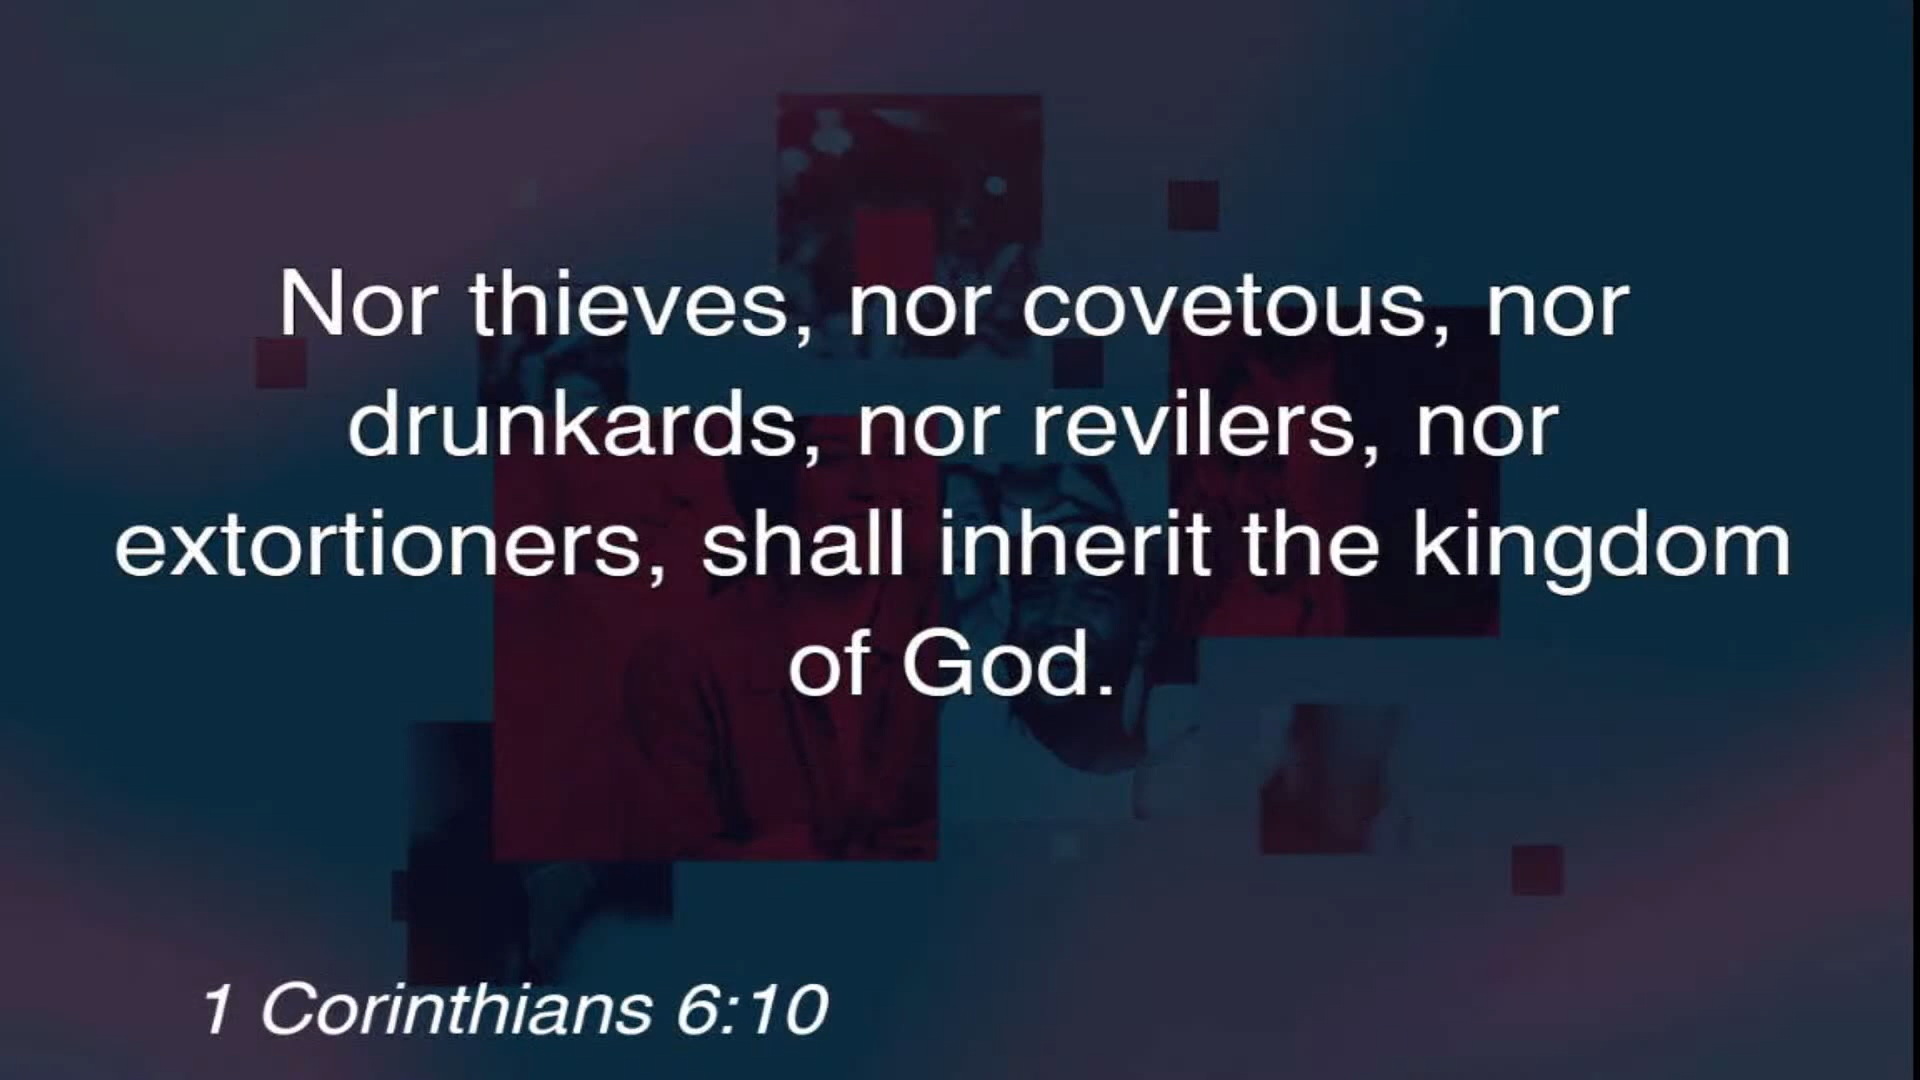 Nor thieves, nor covetous, nor
drunkards, nor revilers, nor
extortioners, shall inherit the kingdom
of God.
1 Corinthians 6:10